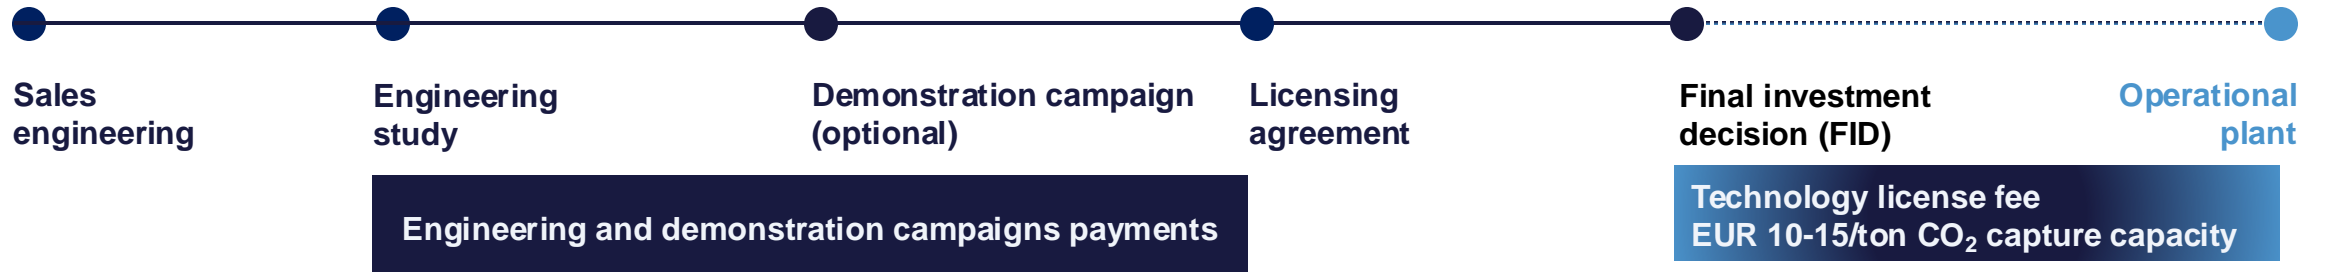 Sales
engineering
Engineering
study
Demonstration campaign
(optional)
Licensing
agreement
Final investment
decision (FID)
Operational
plant
Engineering and demonstration campaigns payments
Technology license fee
EUR 10-15/ton CO₂ capture capacity